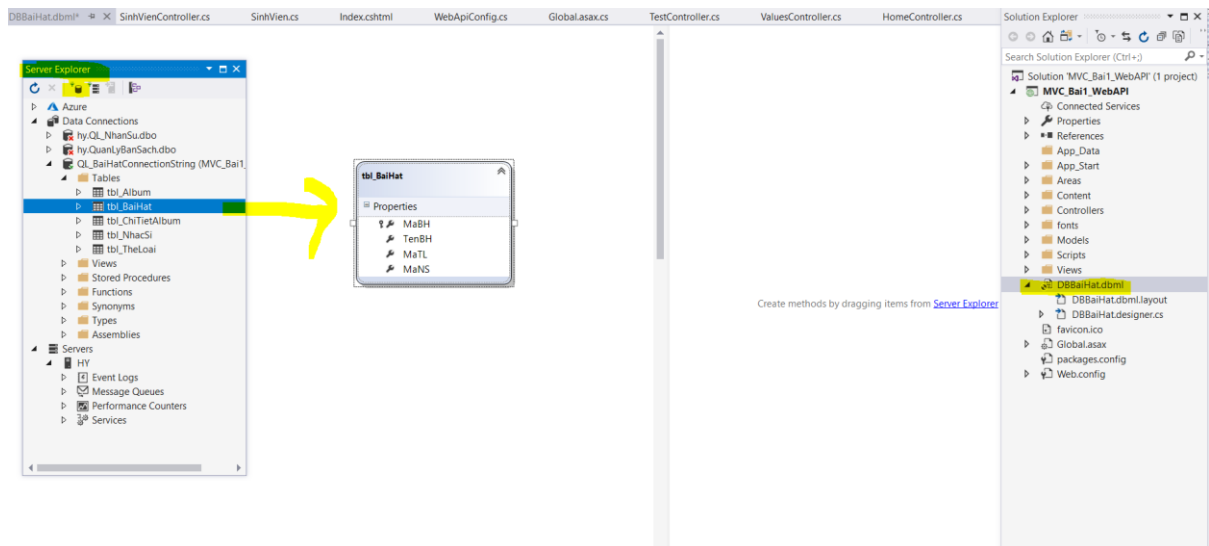 DBBaiHat.dbml*
SinhVienController.cs
SinhVien.cs
Index.cshtml
WebApiConfig.cs
Global.asax.cs
TestController.cs
ValuesController.cs
HomeController.cs
Server Explorer
Azure
Data Connections
hy.QL_NhanSu.dbo
hy.QuanLyBanSach.dbo
QL_BaiHatConnectionString (MVC_Bai1_
Tables
tbl_Album
tbl_BaiHat
tbl_ChiTietAlbum
tbl_NhacSi
tbl_TheLoai
Views
Stored Procedures
Functions
Synonyms
Types
Assemblies
Servers
HY
Event Logs
Message Queues
Performance Counters
Services
tbl_BaiHat
Properties
MaBH
TenBH
MaTL
MaNS
Create methods by dragging items from Server Explorer
Solution Explorer
Search Solution Explorer (Ctrl+;)
Solution 'MVC_Bai1_WebAPI' (1 project)
MVC_Bai1_WebAPI
Connected Services
Properties
References
App_Data
App_Start
Areas
Content
Controllers
fonts
Models
Scripts
Views
DBBaiHat.dbml
DBBaiHat.dbml.layout
DBBaiHat.designer.cs
favicon.ico
Global.asax
packages.config
Web.config